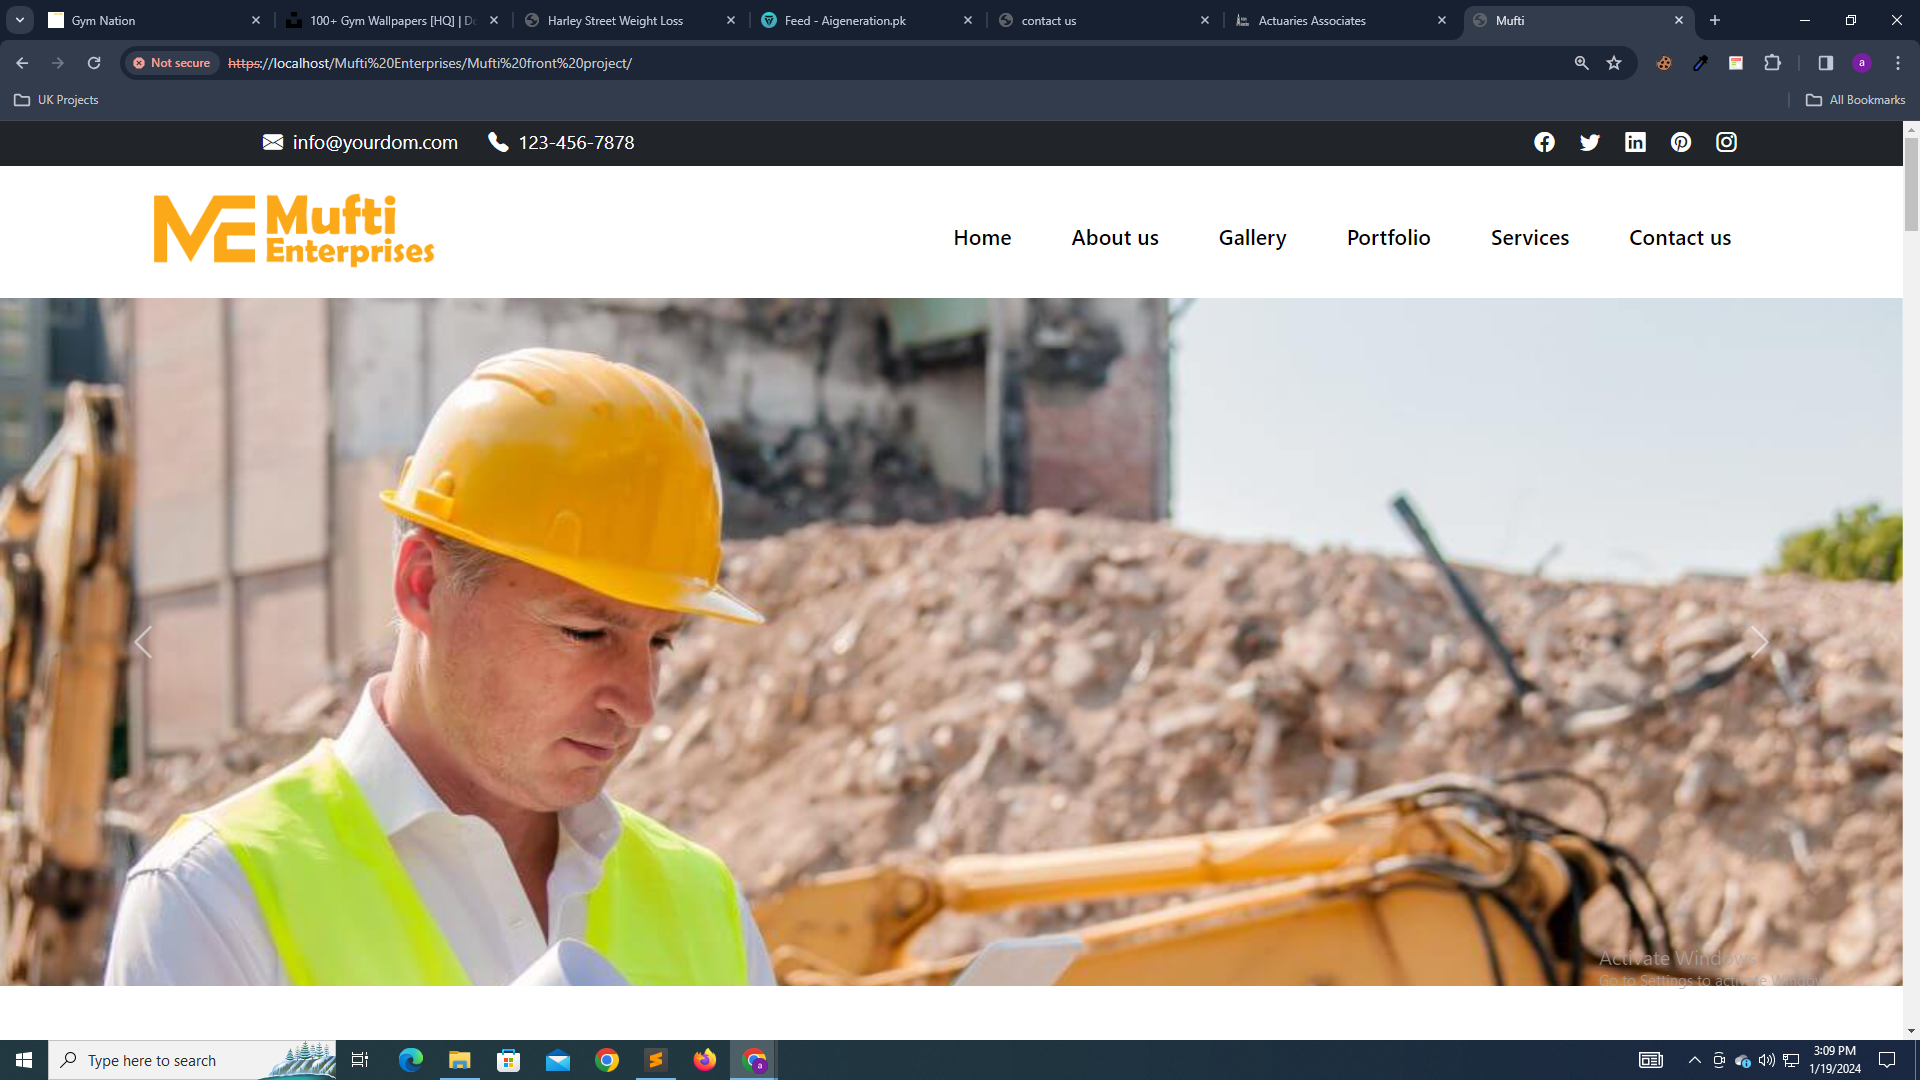 Gym Nation
100+ Gym Wallpapers [HQ] | Do
Harley Street Weight Loss
Feed - Aigeneration.pk
contact us
Actuaries Associates
Mufti
Not secure
https://localhost/Mufti%20Enterprises/Mufti%20front%20project/
a
UK Projects
All Bookmarks
info@yourdom.com
123-456-7878
ME Mufti
Enterprises
Home
About us
Gallery
Portfolio
Services
Contact us
Activate Windows
Go to Settings to activate Windows.
Type here to search
a
3:09 PM
1/19/2024